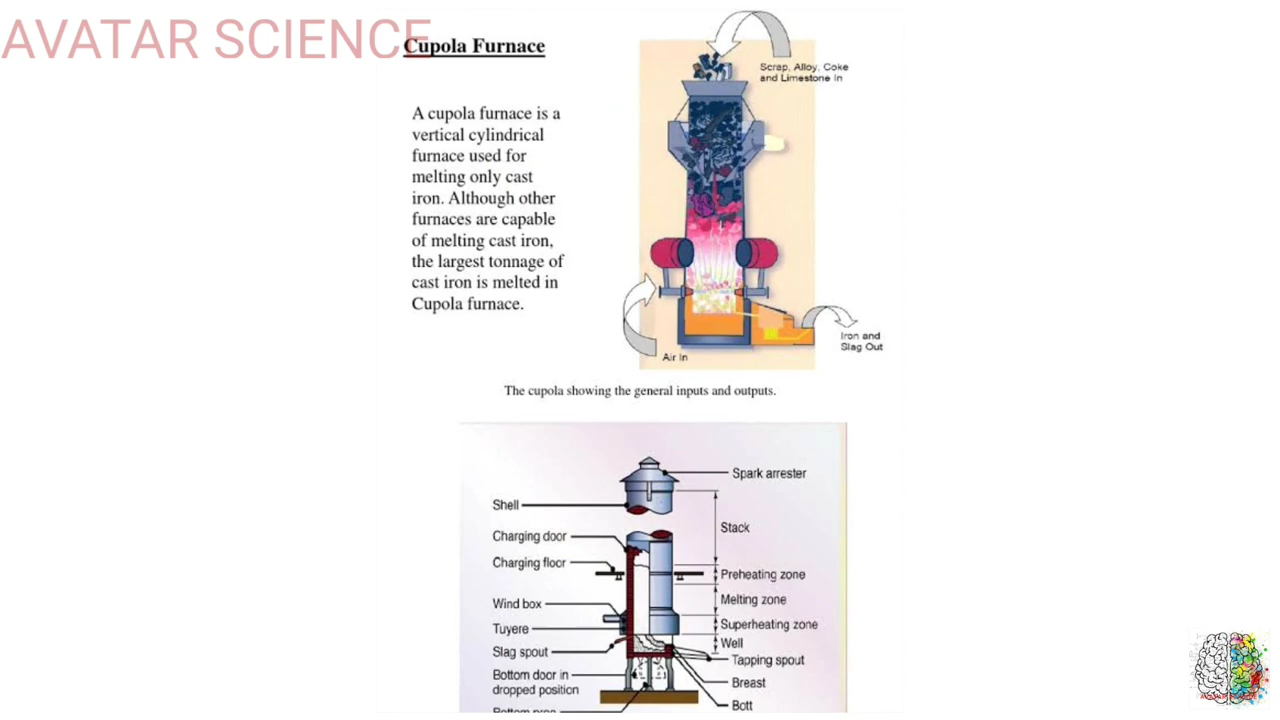 AVATAR SCIENCE
Cupola Furnace
A cupola furnace is a
vertical cylindrical
furnace used for
melting only cast
iron. Although other
furnaces are capable
of melting cast iron,
the largest tonnage of
cast iron is melted in
Cupola furnace.
Scrap, Alloy, Coke
and Limestone In
Iron and
Slag Out
Air In
The cupola showing the general inputs and outputs.
Spark arrester
Shell
Stack
Charging door
Charging floor
Preheating zone
Melting zone
Wind box
Superheating zone
Tuyere
Well
Slag spout
Tapping spout
Bottom door in
dropped position
Breast
Bott